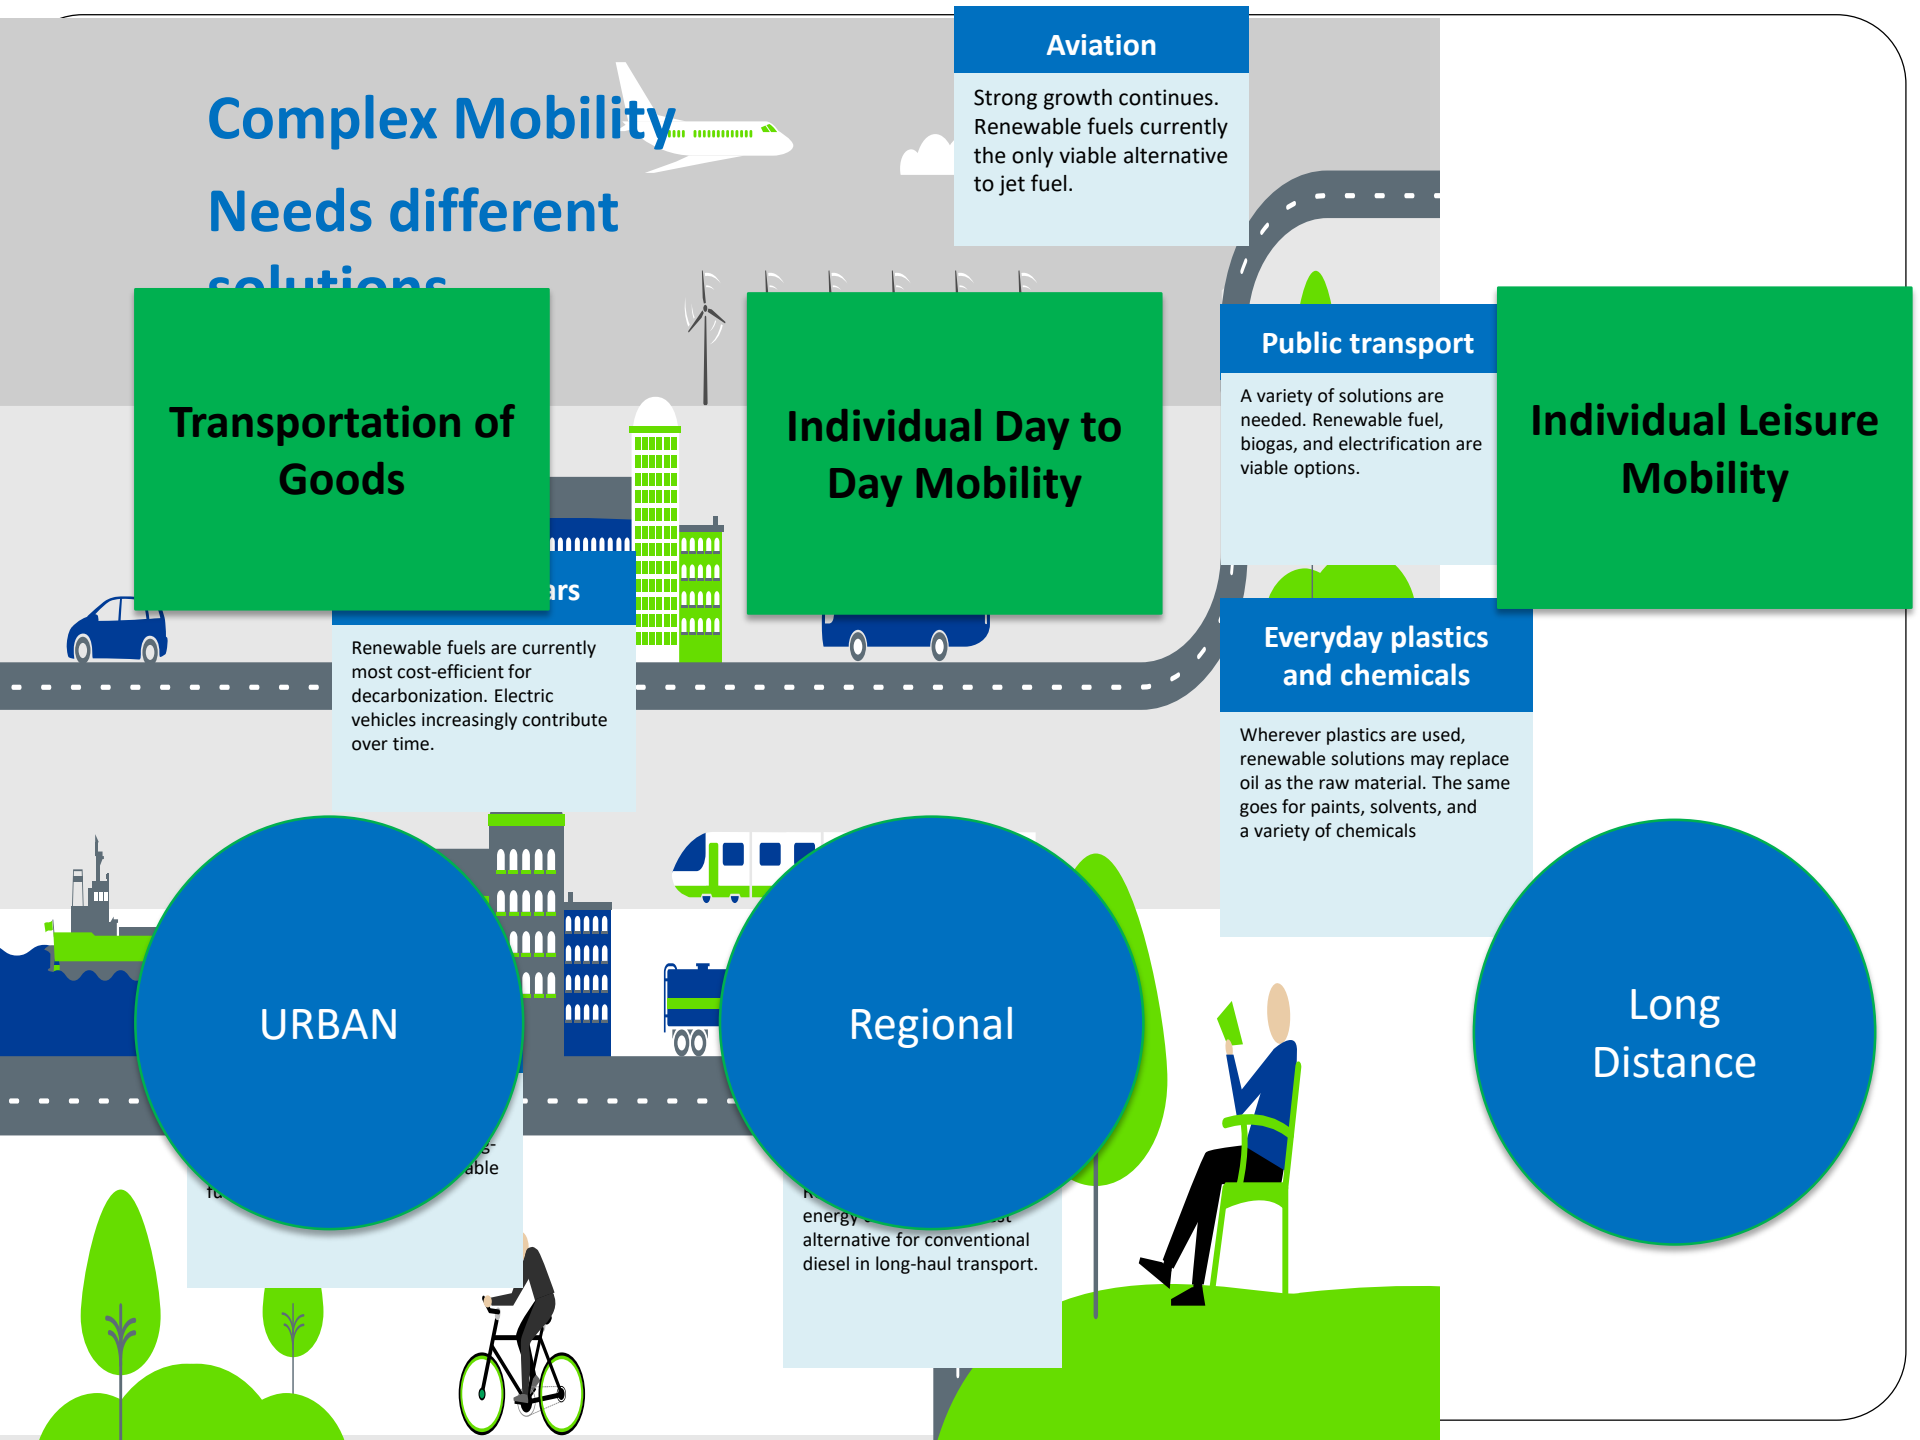 Aviation
Strong growth continues.
Renewable fuels currently
the only viable alternative
to jet fuel.
Complex Mobility
Needs different
solutions
Transportation of
Goods
Individual Day to
Day Mobility
Public transport
A variety of solutions are
needed. Renewable fuel,
biogas, and electrification are
viable options.
Individual Leisure
Mobility
Renewable fuels are currently
most cost-efficient for
decarbonization. Electric
vehicles increasingly contribute
over time.
Everyday plastics
and chemicals
Wherever plastics are used,
renewable solutions may replace
oil as the raw material. The same
goes for paints, solvents, and
a variety of chemicals
URBAN
Regional
Long
Distance
energy
alternative for conventional
diesel in long-haul transport.